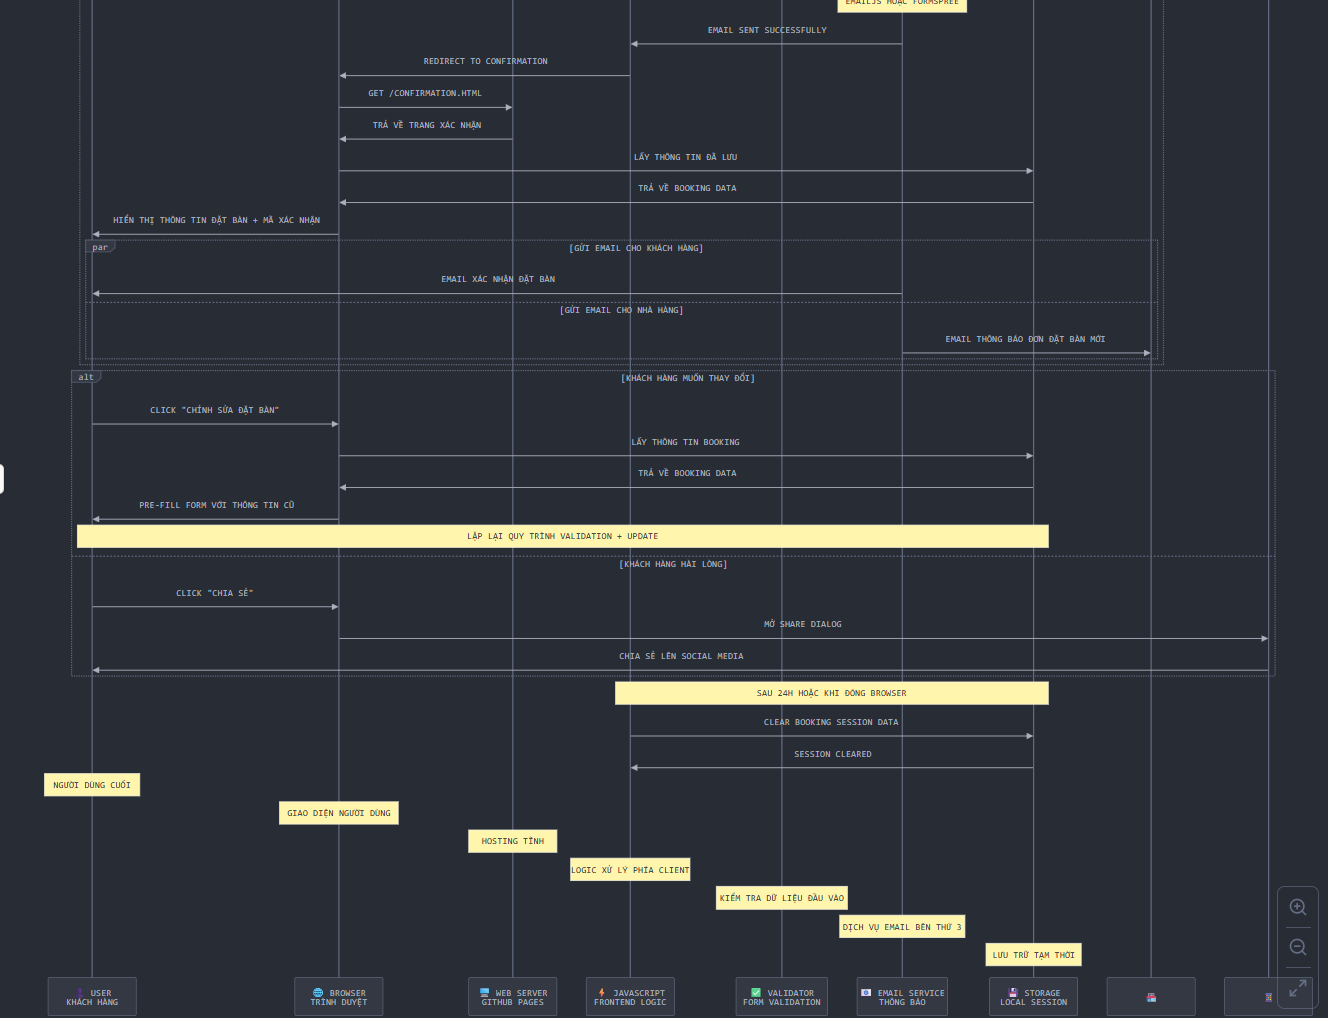 EMAILJS HOẶC FORMSPREE
EMAIL SENT SUCCESSFULLY
REDIRECT TO CONFIRMATION
GET /CONFIRMATION.HTML
TRẢ VỀ TRANG XÁC NHẬN
LẤY THÔNG TIN ĐÃ LƯU
TRẢ VỀ BOOKING DATA
HIỂN THỊ THÔNG TIN ĐẶT BÀN + MÃ XÁC NHẬN
par
[GỬI EMAIL CHO KHÁCH HÀNG]
EMAIL XÁC NHẬN ĐẶT BÀN
[GỬI EMAIL CHO NHÀ HÀNG]
EMAIL THÔNG BÁO ĐƠN ĐẶT BÀN MỚI
alt
[KHÁCH HÀNG MUỐN THAY ĐỔI]
CLICK "CHỈNH SỬA ĐẶT BÀN"
LẤY THÔNG TIN BOOKING
TRẢ VỀ BOOKING DATA
PRE-FILL FORM VỚI THÔNG TIN CŨ
LẶP LẠI QUY TRÌNH VALIDATION + UPDATE
[KHÁCH HÀNG HÀI LÒNG]
CLICK "CHIA SẺ"
MỞ SHARE DIALOG
CHIA SẺ LÊN SOCIAL MEDIA
SAU 24H HOẶC KHI ĐÓNG BROWSER
CLEAR BOOKING SESSION DATA
SESSION CLEARED
NGƯỜI DÙNG CUỐI
GIAO DIỆN NGƯỜI DÙNG
HOSTING TĨNH
LOGIC XỬ LÝ PHÍA CLIENT
KIỂM TRA DỮ LIỆU ĐẦU VÀO
DỊCH VỤ EMAIL BÊN THỨ 3
LƯU TRỮ TẠM THỜI
USER
KHÁCH HÀNG
BROWSER
TRÌNH DUYỆT
WEB SERVER
GITHUB PAGES
JAVASCRIPT
FRONTEND LOGIC
VALIDATOR
FORM VALIDATION
EMAIL SERVICE
THÔNG BÁO
STORAGE
LOCAL SESSION